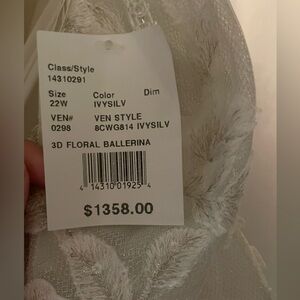 Class/Style
14310291
Size Color Dim
22W IVYSILV
VEN# VEN STYLE
0298 8CWG814 IVYSILV
3D FLORAL BALLERINA
4 14310 01925 4
$1358.00